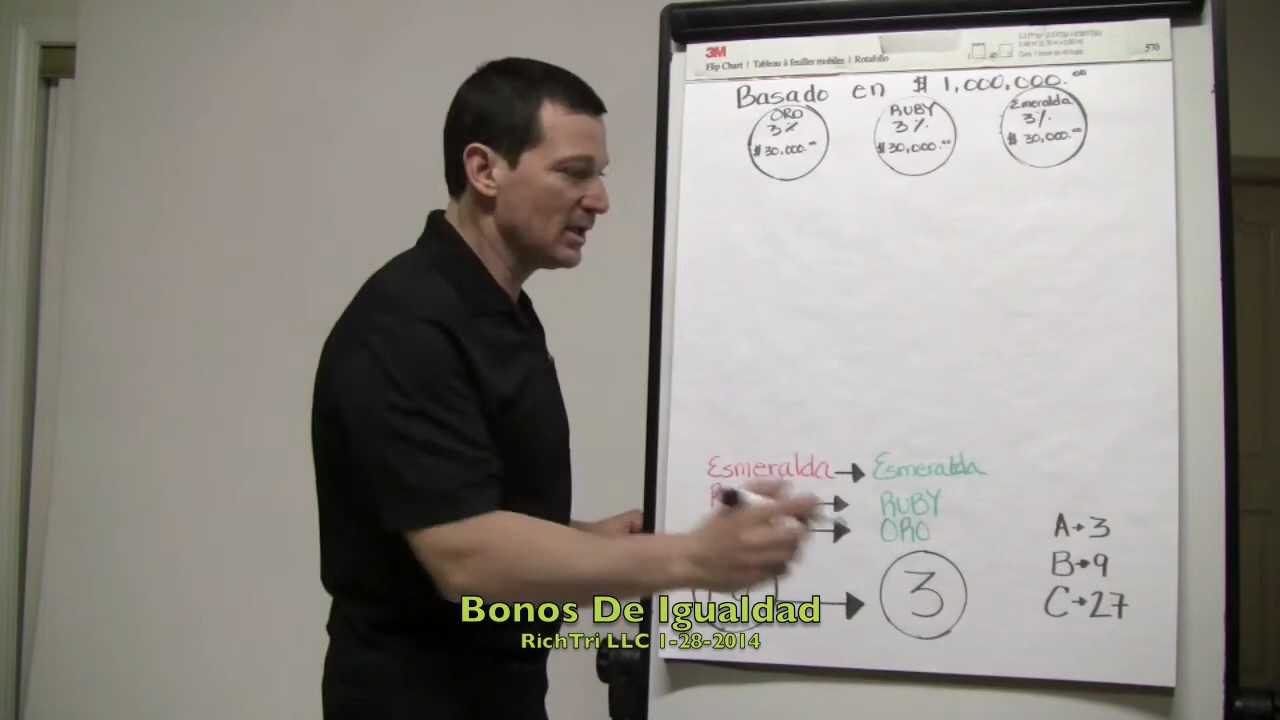 3M
Flip Chart | Tableau à feuilles mobiles | Rotafolio
570
Basado en $ 1,000,000.00
ORO
3%
$30,000.00
RUBY
3%
$30,000.00
Emeralda
3%
$30,000.00
Esmeralda → Esmeralda
→ RUBY
→ ORO
→ 3
A→3
B→9
C→27
Bonos De Igualdad
RichTri LLC 1-28-2014